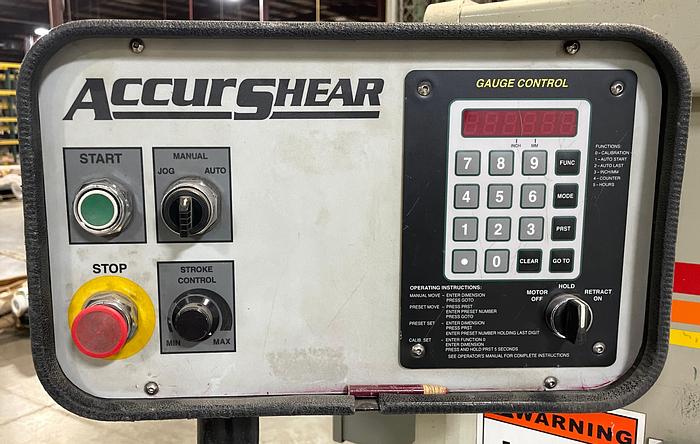 ACCURSHEAR
START
MANUAL
JOG AUTO
STOP
STROKE
CONTROL
MIN MAX
GAUGE CONTROL
INCH MM
7 8 9 FUNC
4 5 6 MODE
1 2 3 PRST
• 0 CLEAR GO TO
FUNCTIONS:
0 – CALIBRATION
1 – AUTO START
2 – AUTO LAST
3 – INCH/MM
4 – COUNTER
5 – HOURS
OPERATING INSTRUCTIONS:
MANUAL MOVE – ENTER DIMENSION
PRESS GOTO
PRESET MOVE – PRESS PRST
ENTER PRESET NUMBER
PRESS GOTO
PRESET SET – ENTER DIMENSION
PRESS PRST
ENTER PRESET NUMBER HOLDING LAST DIGIT
CALIB. SET – ENTER FUNCTION 0
ENTER DIMENSION
PRESS AND HOLD PRST 5 SECONDS
SEE OPERATOR'S MANUAL FOR COMPLETE INSTRUCTIONS
HOLD
MOTOR OFF
RETRACT ON
WARNING